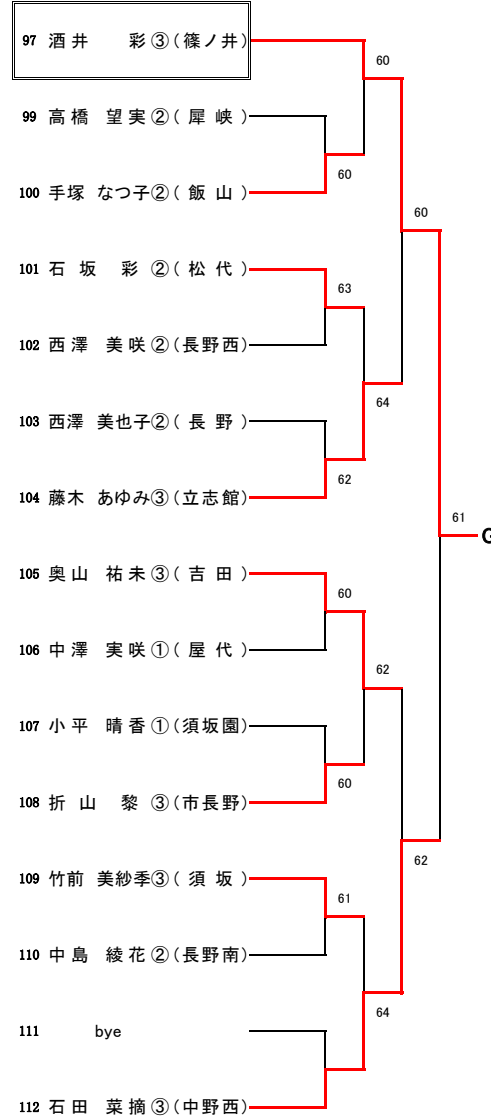 97 酒井 彩③(篠ノ井)
60
99 高橋 望実②(犀峡)
60
100 手塚 なつ子②(飯山)
60
101 石坂 彩②(松代)
63
102 西澤 美咲②(長野西)
64
103 西澤 美也子②(長野)
62
104 藤木 あゆみ③(立志館)
61
G
105 奥山 祐未③(吉田)
60
106 中澤 実咲①(屋代)
62
107 小平 晴香①(須坂園)
60
108 折山 黎③(市長野)
62
109 竹前 美紗季③(須坂)
61
110 中島 綾花②(長野南)
64
111 bye
112 石田 菜摘③(中野西)